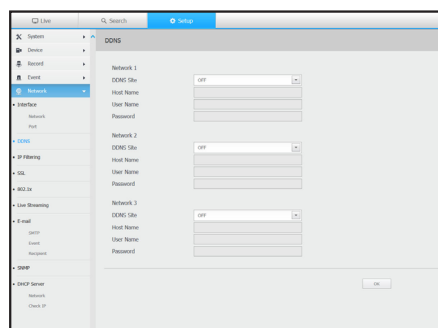 Live
Search
Setup
System
Device
Record
Event
Network
Interface
Network
Port
DDNS
IP Filtering
SSL
802.1x
Live Streaming
E-mail
SMTP
Event
Recipient
SNMP
DHCP Server
Network
Check IP
DDNS
Network 1
DDNS Site
OFF
Host Name
User Name
Password
Network 2
DDNS Site
OFF
Host Name
User Name
Password
Network 3
DDNS Site
OFF
Host Name
User Name
Password
OK